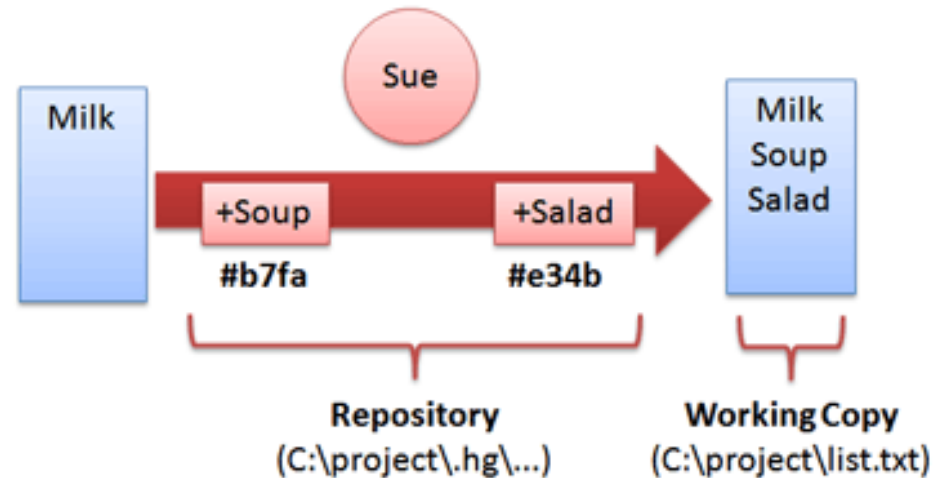 Sue
Milk
+Soup
#b7fa
+Salad
#e34b
Milk
Soup
Salad
Repository
(C:\project\.hg\...)
Working Copy
(C:\project\list.txt)